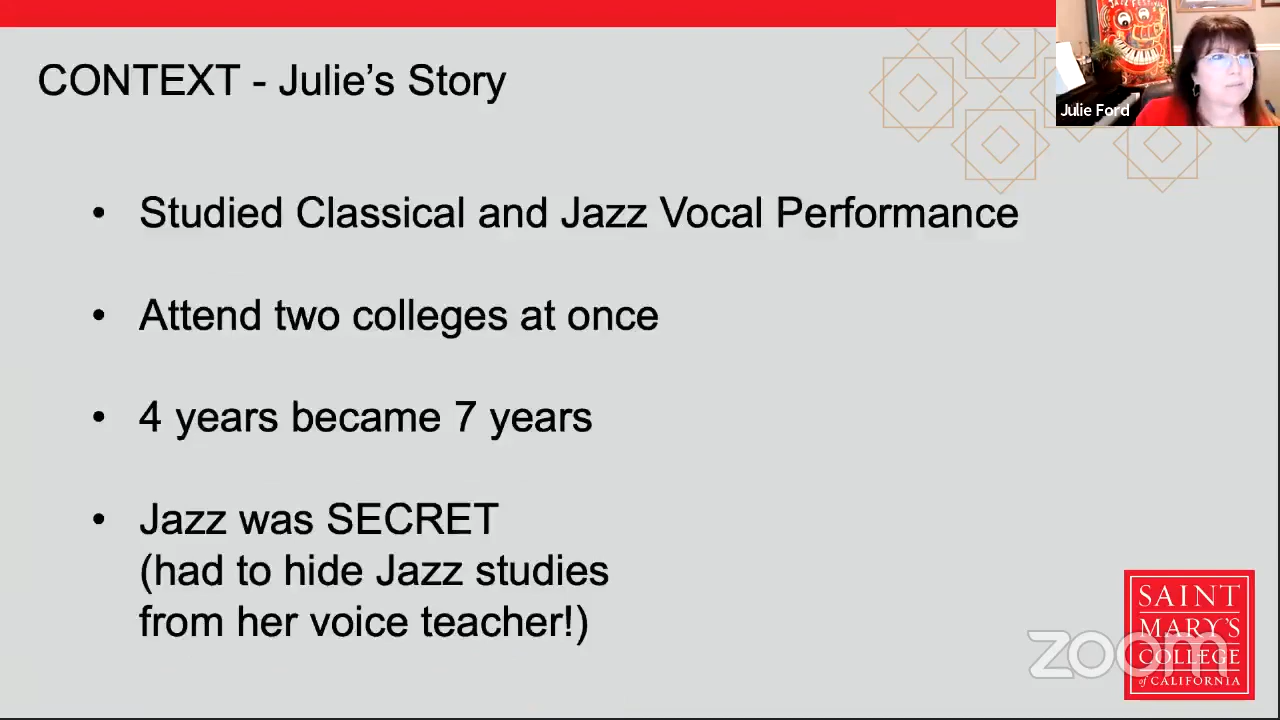 CONTEXT - Julie's Story
JAZZ FEST
Julie Ford
• Studied Classical and Jazz Vocal Performance
• Attend two colleges at once
• 4 years became 7 years
• Jazz was SECRET
(had to hide Jazz studies
from her voice teacher!)
SAINT
MARY'S
COLLEGE
of CALIFORNIA
zoom